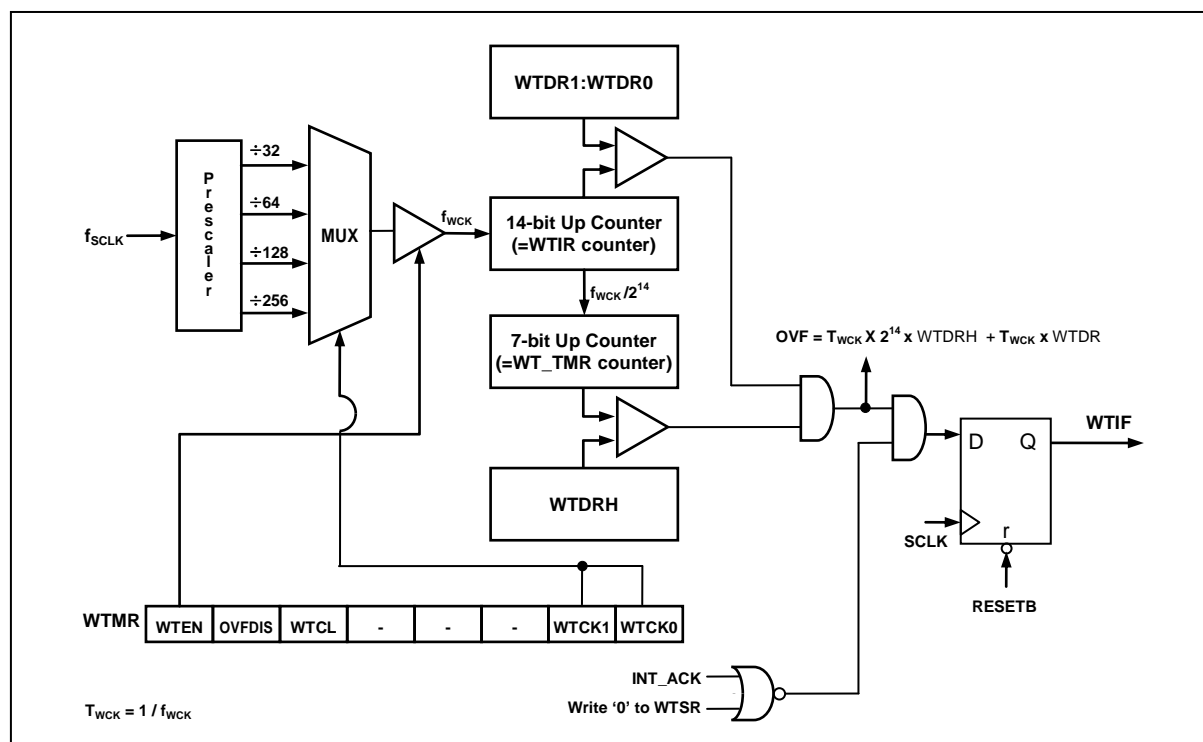 WTDR1:WTDR0
Prescaler
÷32
÷64
÷128
÷256
fSCLK
MUX
fWCK
14-bit Up Counter
(=WTIR counter)
fWCK/2^14
7-bit Up Counter
(=WT_TMR counter)
OVF = TWCK X 2^14 x WTDRH + TWCK x WTDR
WTDRH
D
Q
WTIF
SCLK
r
RESETB
WTMR
WTEN
OVFDIS
WTCL
-
-
-
WTCK1
WTCK0
INT_ACK
Write ‘0’ to WTSR
TWCK = 1 / fWCK